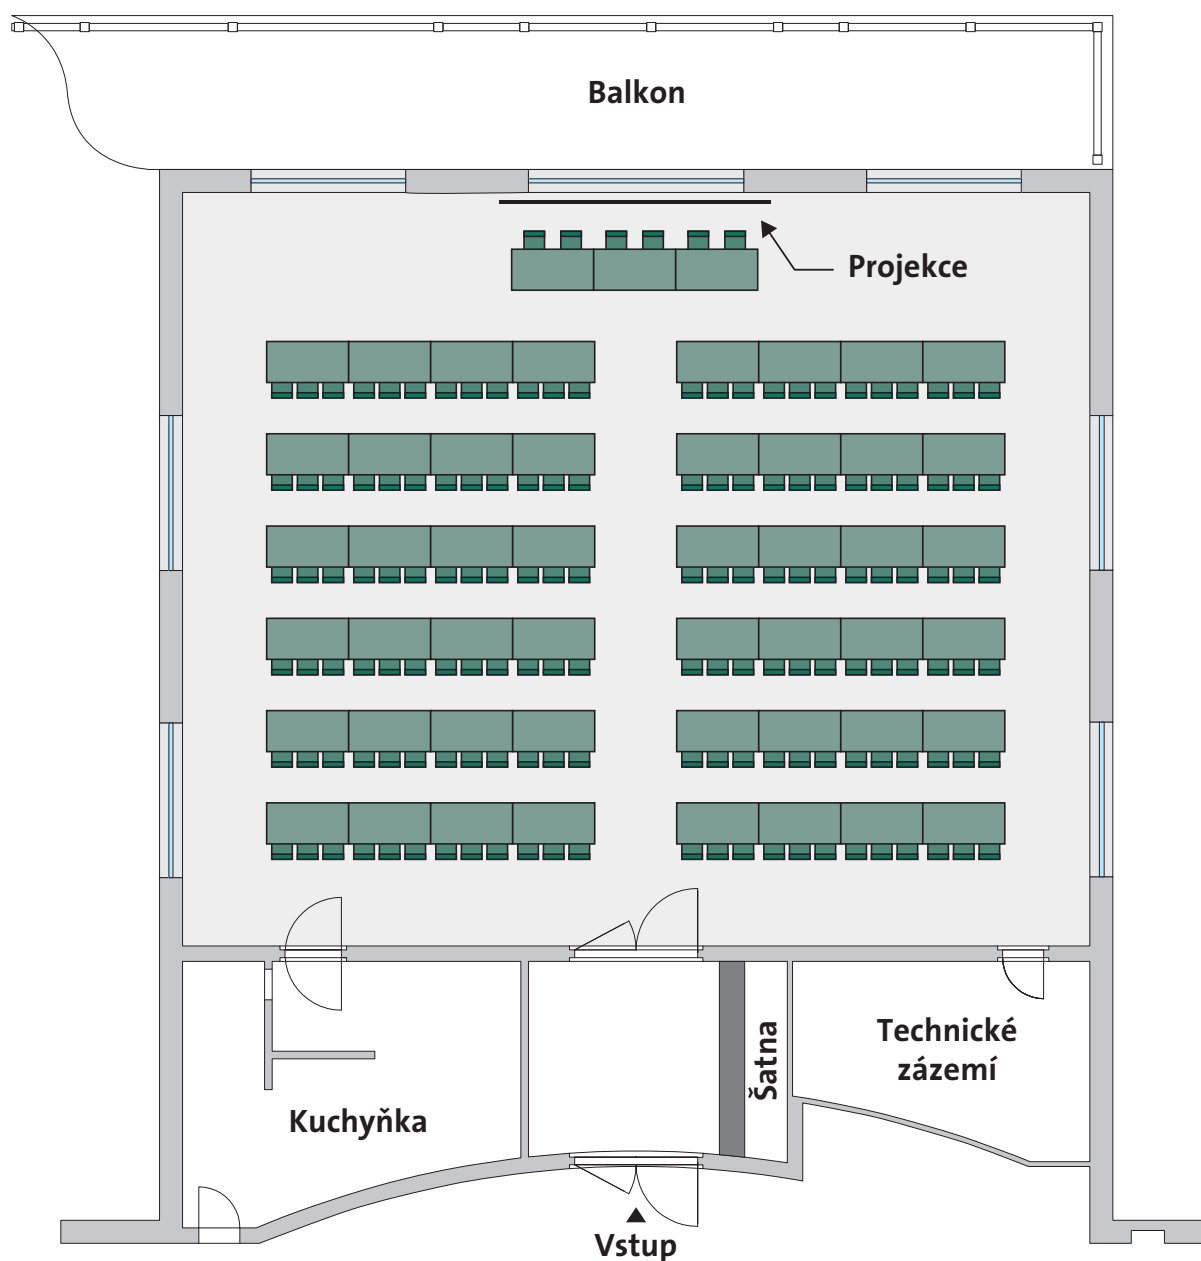 Balkon
Projekce
Šatna
Technické
zázemí
Kuchyňka
Vstup